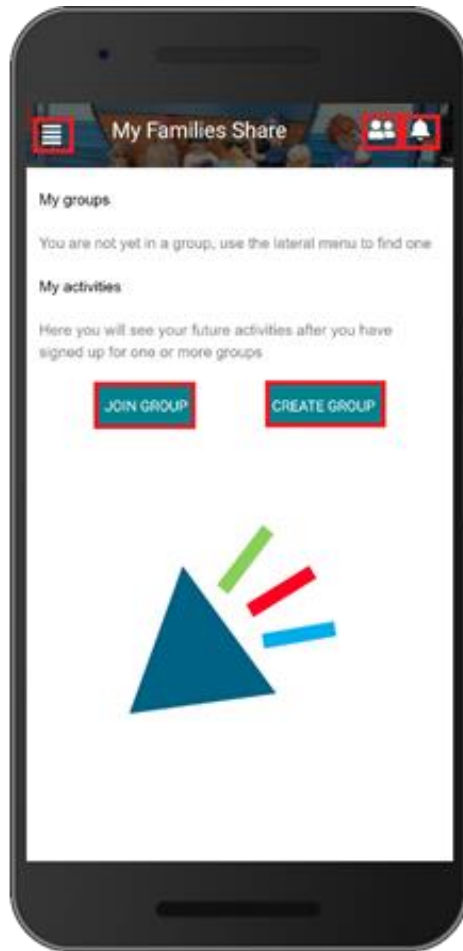 My Families Share
My groups
You are not yet in a group, use the lateral menu to find one
My activities
Here you will see your future activities after you have
signed up for one or more groups
JOIN GROUP
CREATE GROUP